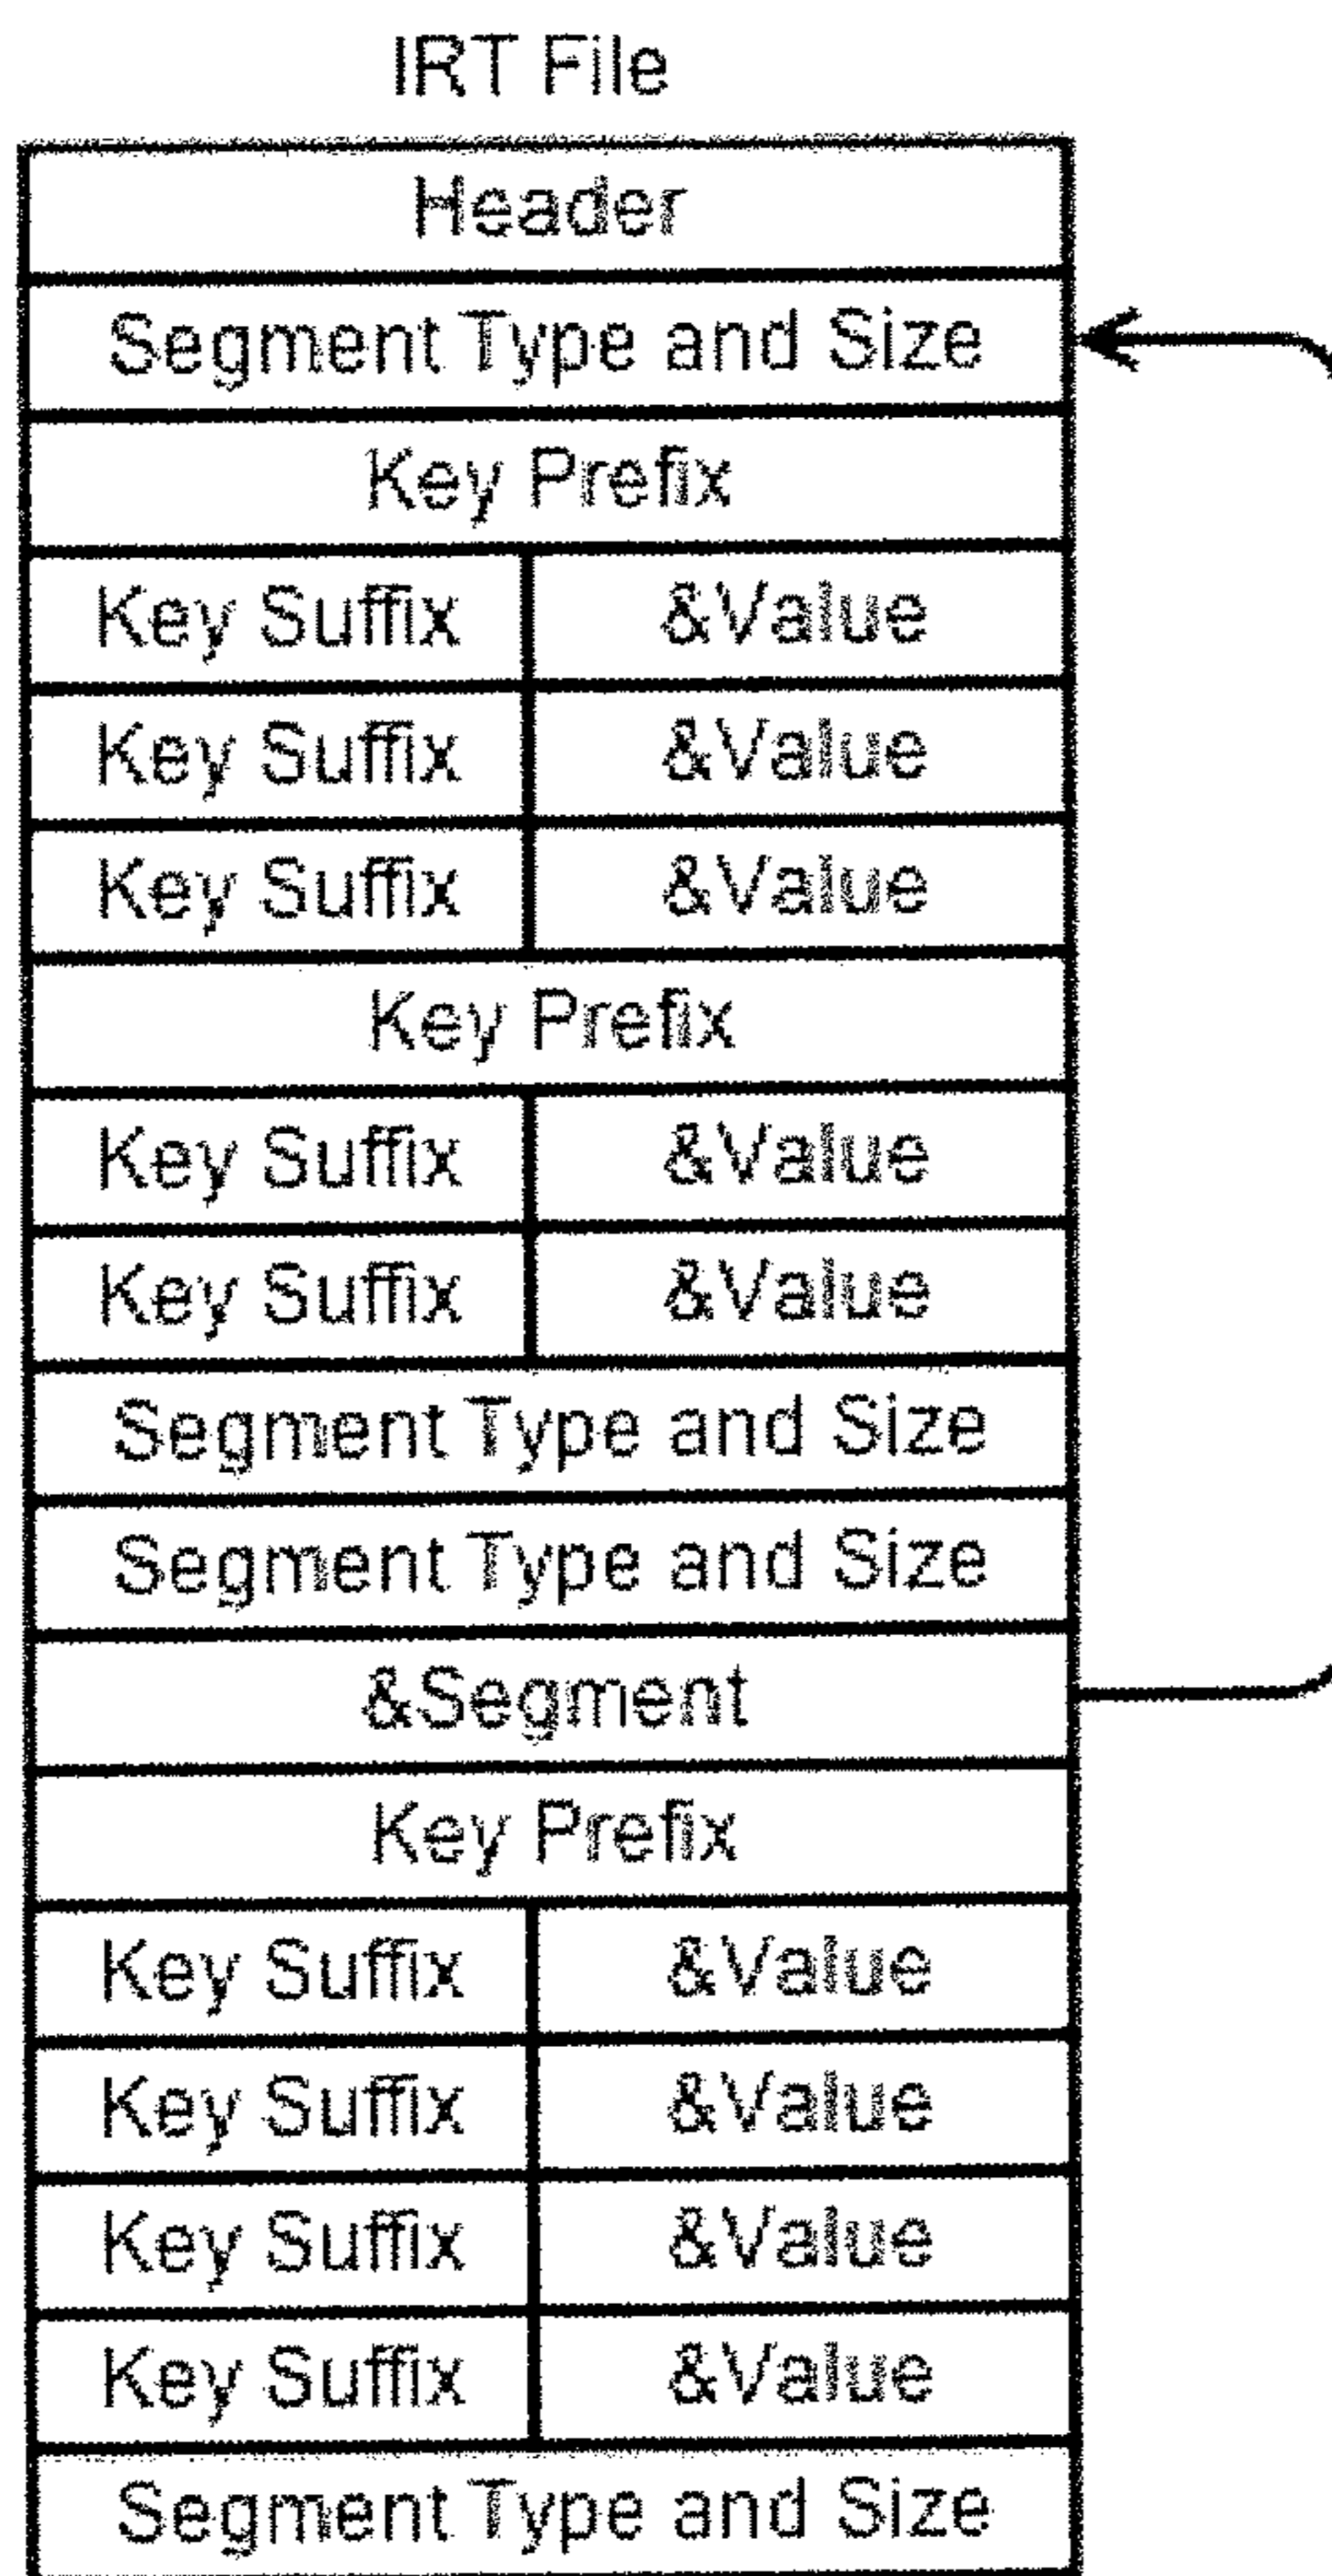 IRT File
Header
Segment Type and Size
Key Prefix
Key Suffix &Value
Key Suffix &Value
Key Suffix &Value
Key Prefix
Key Suffix &Value
Key Suffix &Value
Segment Type and Size
Segment Type and Size
&Segment
Key Prefix
Key Suffix &Value
Key Suffix &Value
Key Suffix &Value
Key Suffix &Value
Segment Type and Size